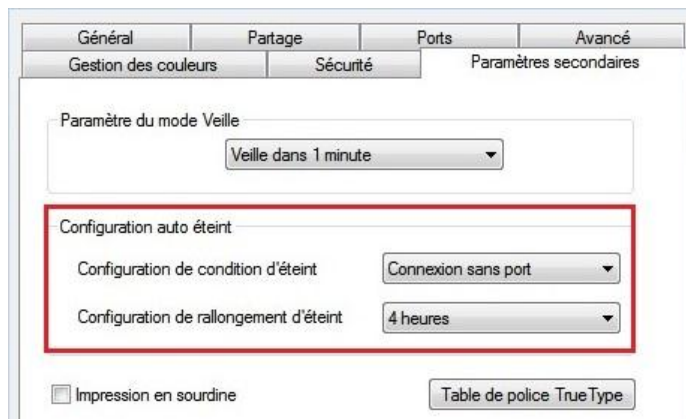 Général Partage Ports Avancé
Gestion des couleurs Sécurité Paramètres secondaires
Paramètre du mode Veille
Veille dans 1 minute
Configuration auto éteint
Configuration de condition d'éteint Connexion sans port
Configuration de rallongement d'éteint 4 heures
Impression en sourdine Table de police TrueType